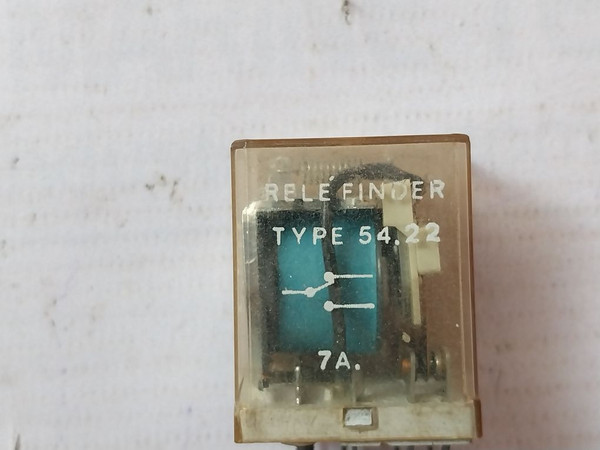 RELÉ FINDER
TYPE 54.22
7A.